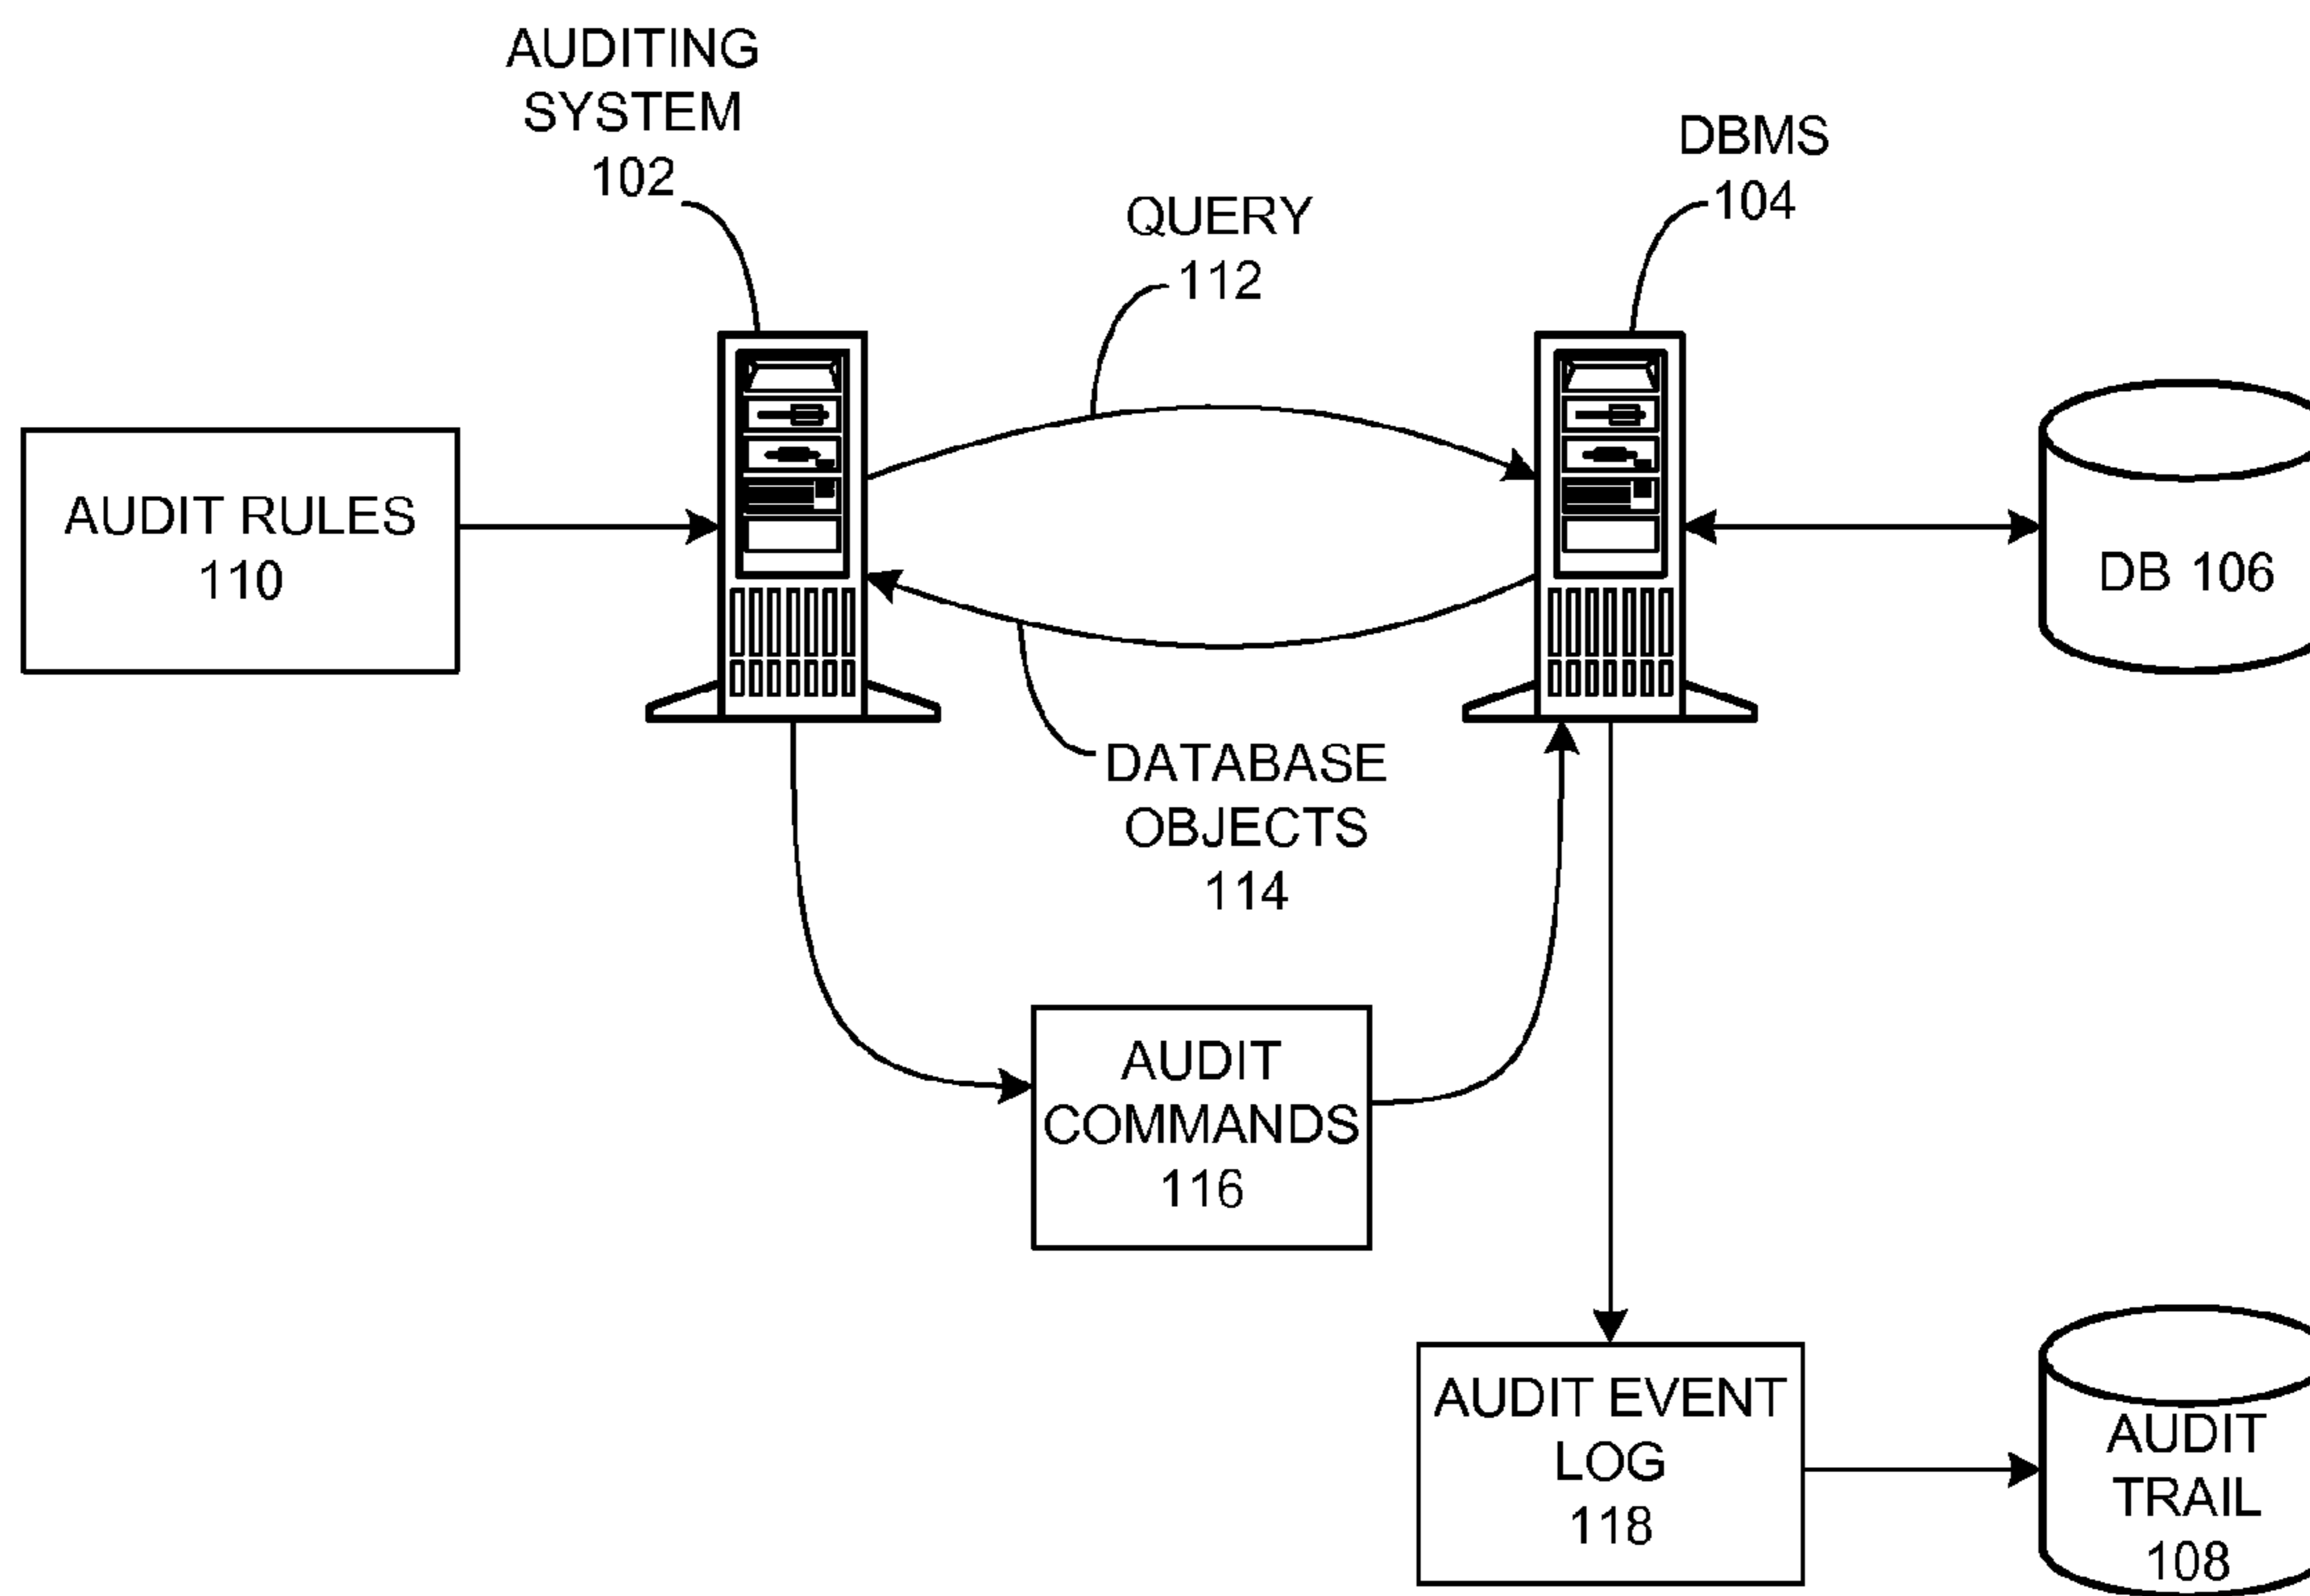 AUDITING
SYSTEM
102
DBMS
104
QUERY
112
AUDIT RULES
110
DB 106
DATABASE
OBJECTS
114
AUDIT
COMMANDS
116
AUDIT EVENT
LOG
118
AUDIT
TRAIL
108